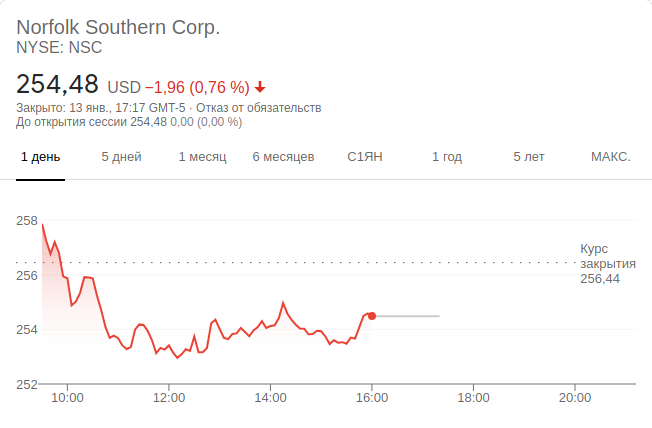 Norfolk Southern Corp.
NYSE: NSC
254,48 USD −1,96 (0,76 %)
Закрыто: 13 янв., 17:17 GMT-5 · Отказ от обязательств
До открытия сессии 254,48 0,00 (0,00 %)
1 день 5 дней 1 месяц 6 месяцев С1ЯН 1 год 5 лет МАКС.
258
Курс
закрытия
256,44
256
254
252
10:00 12:00 14:00 16:00 18:00 20:00